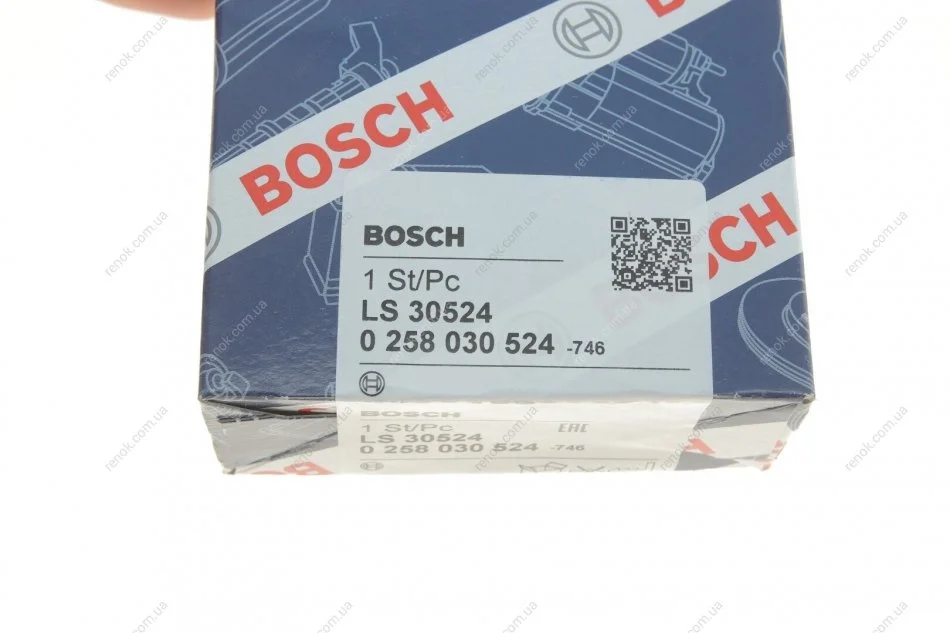 BOSCH
BOSCH
BOSCH
1 St/Pc
LS 30524
0 258 030 524 -746
BOSCH
1 St/Pc
EAC
LS 30524
0 258 030 524 -746
renok.com.ua